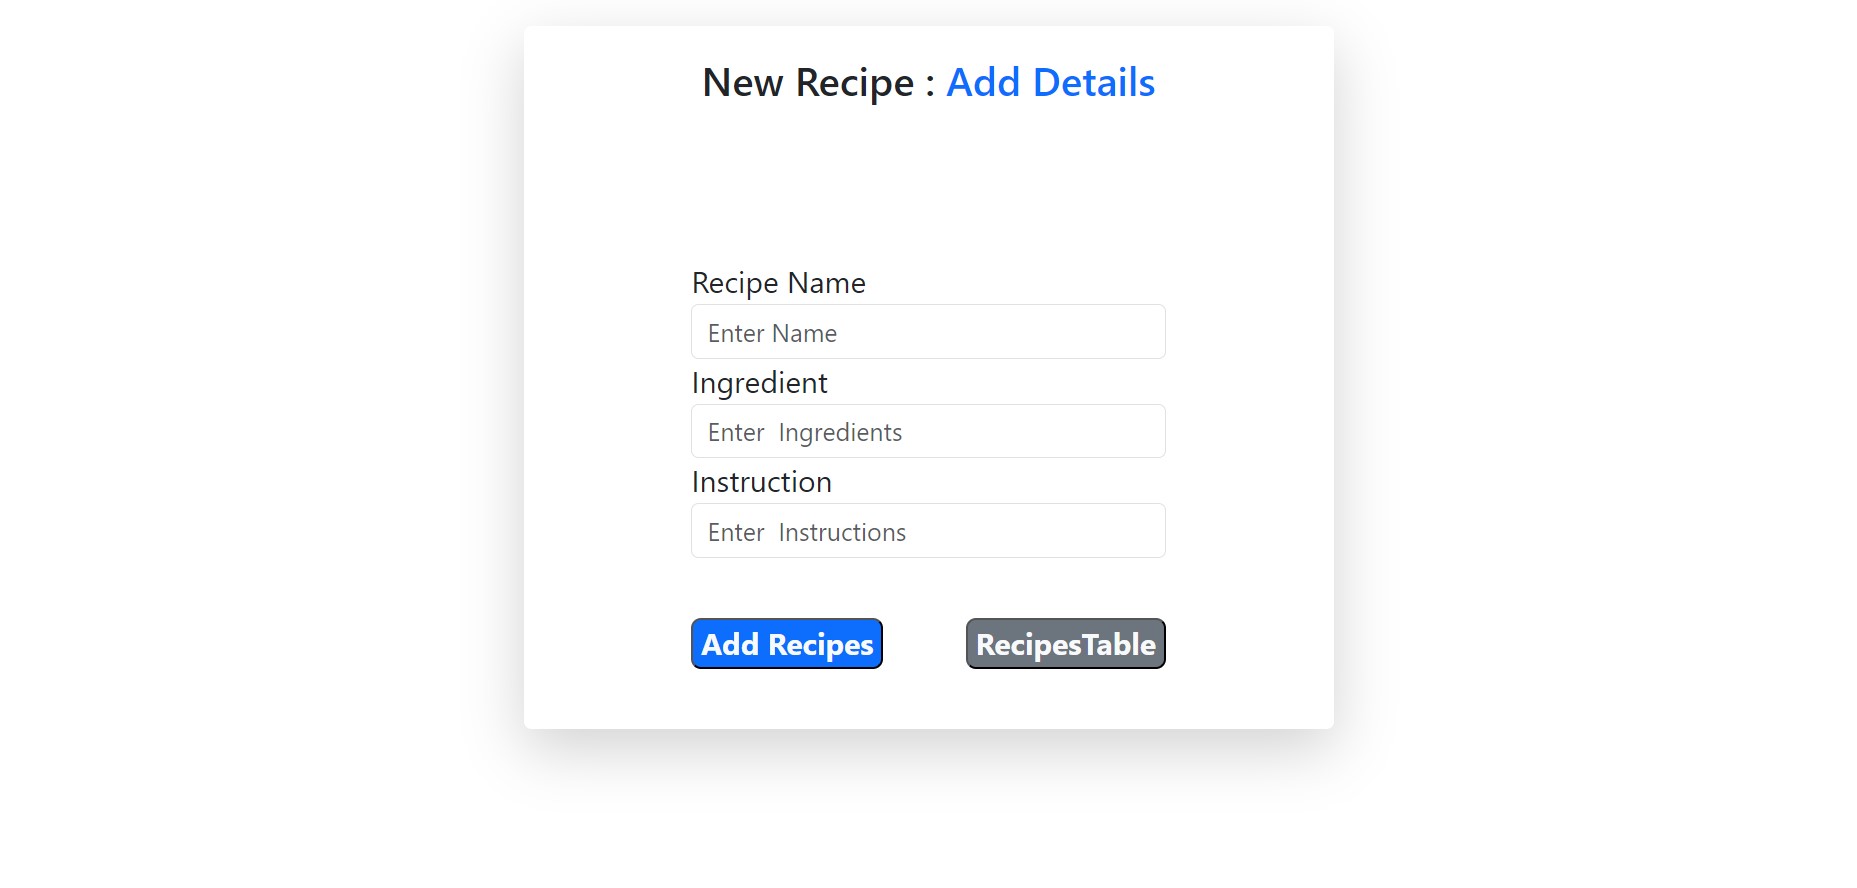 New Recipe : Add Details
Recipe Name
Enter Name
Ingredient
Enter  Ingredients
Instruction
Enter  Instructions
Add Recipes RecipesTable